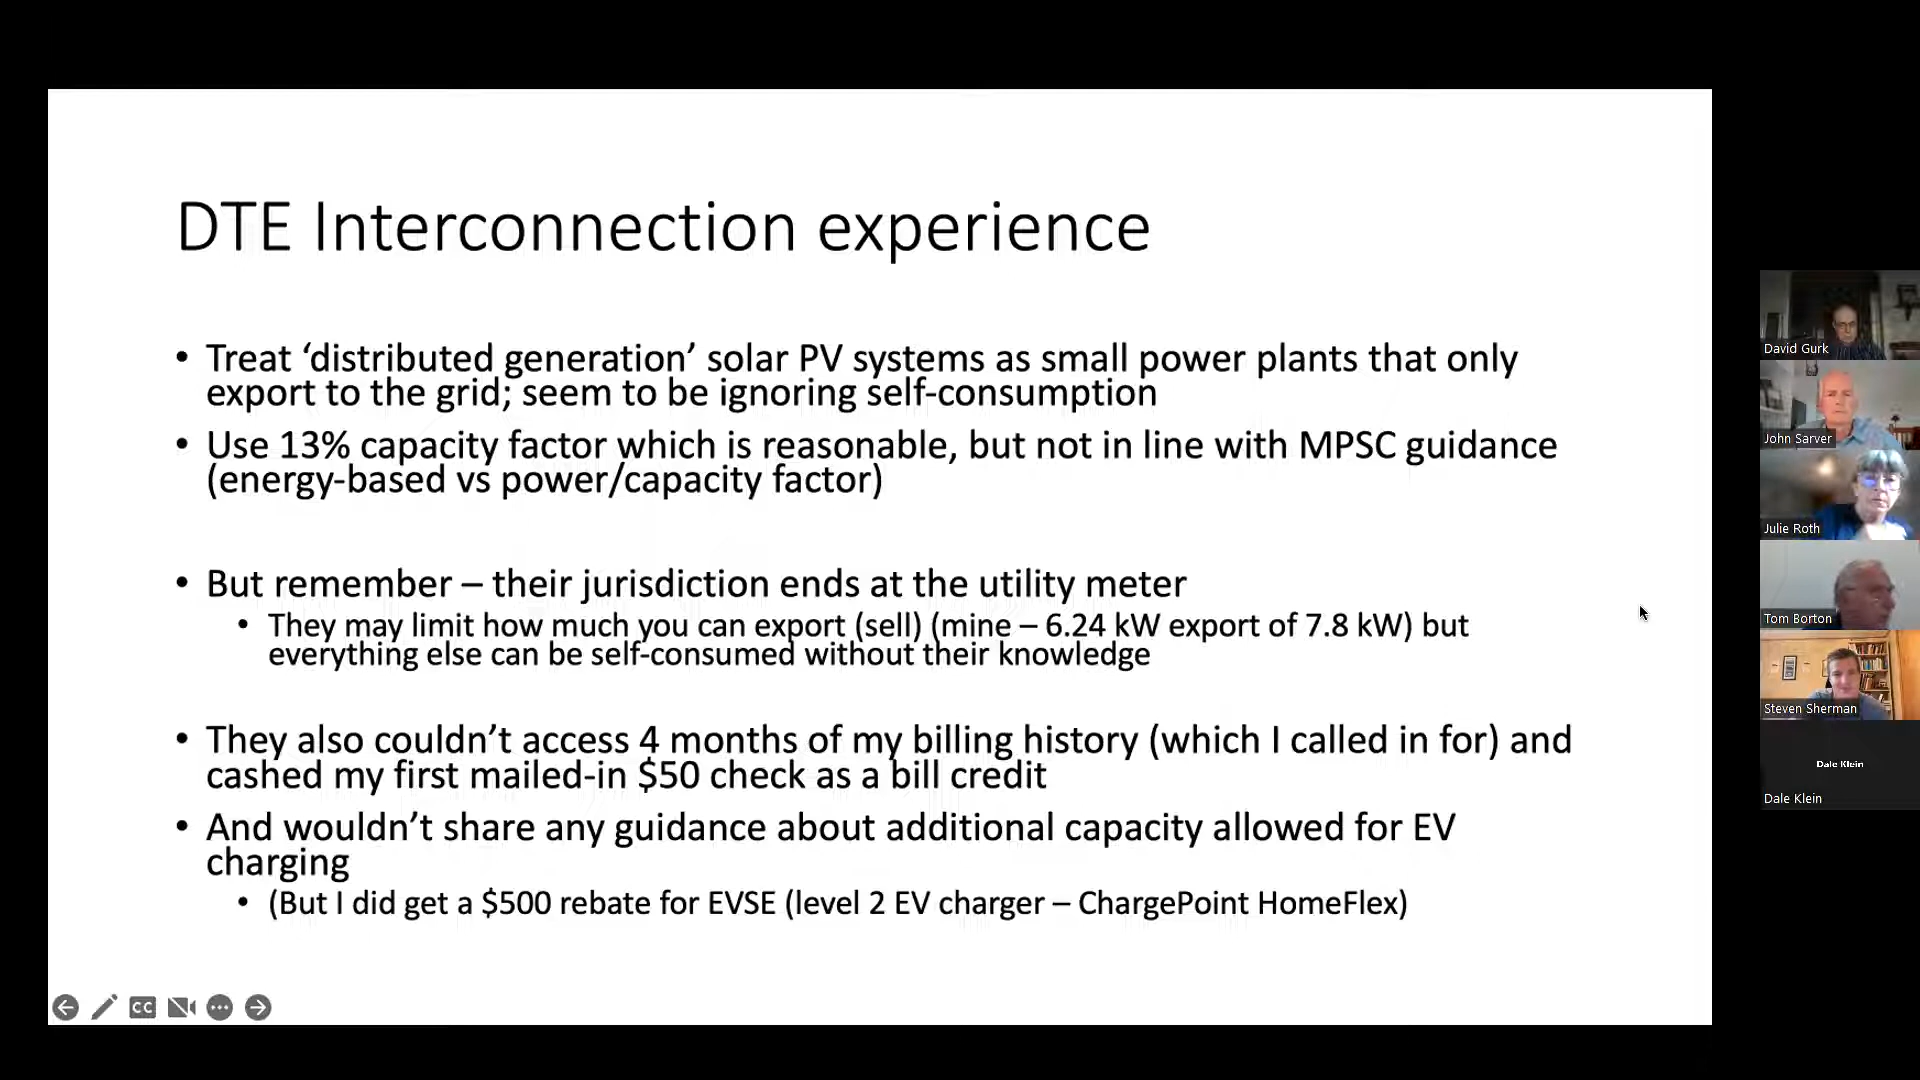 DTE Interconnection experience
• Treat ‘distributed generation’ solar PV systems as small power plants that only
export to the grid; seem to be ignoring self-consumption
• Use 13% capacity factor which is reasonable, but not in line with MPSC guidance
(energy-based vs power/capacity factor)
• But remember – their jurisdiction ends at the utility meter
• They may limit how much you can export (sell) (mine – 6.24 kW export of 7.8 kW) but
everything else can be self-consumed without their knowledge
• They also couldn’t access 4 months of my billing history (which I called in for) and
cashed my first mailed-in $50 check as a bill credit
• And wouldn’t share any guidance about additional capacity allowed for EV
charging
• (But I did get a $500 rebate for EVSE (level 2 EV charger – ChargePoint HomeFlex)
CC
David Gurk
John Sarver
Julie Roth
Tom Borton
Steven Sherman
Dale Klein
Dale Klein